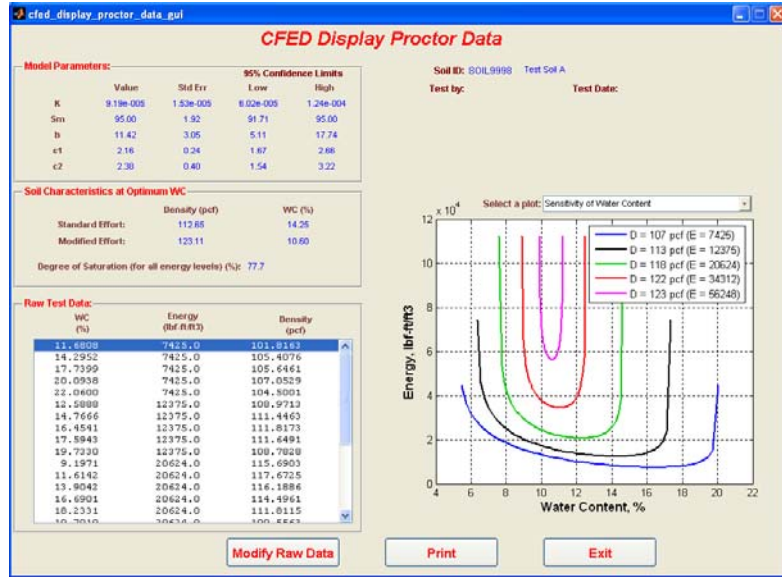 cfed_display_proctor_data_gui
CFED Display Proctor Data
Model Parameters:
95% Confidence Limits
Value Std Err Low High
K 9.19e-005 1.53e-005 6.02e-005 1.24e-004
Sm 95.00 1.92 91.71 95.00
b 11.42 3.05 5.11 17.74
c1 2.16 0.24 1.67 2.66
c2 2.38 0.40 1.54 3.22
Soil ID: SOIL9998 Test Soil A
Test by: Test Date:
Soil Characteristics at Optimum WC
Density (pcf) WC (%)
Standard Effort: 112.65 14.25
Modified Effort: 123.11 10.60
Degree of Saturation (for all energy levels) (%): 77.7
Raw Test Data:
WC (%) Energy (lbf-ft/ft3) Density (pcf)
11.6808 7425.0 101.8163
14.2952 7425.0 105.4076
17.7399 7425.0 105.6461
20.0938 7425.0 107.0529
22.0600 7425.0 104.5001
12.5888 12375.0 108.9713
14.7666 12375.0 111.4463
16.4541 12375.0 111.8173
17.5943 12375.0 111.6491
19.7330 12375.0 108.7828
9.1971 20624.0 115.6903
11.6142 20624.0 117.6725
13.9042 20624.0 116.1886
16.6901 20624.0 114.4961
18.2331 20624.0 111.8115
Select a plot: Sensitivity of Water Content
x 10^4
D = 107 pcf (E = 7425)
D = 113 pcf (E = 12375)
D = 118 pcf (E = 20624)
D = 122 pcf (E = 34312)
D = 123 pcf (E = 56248)
12
10
8
6
4
2
0
Energy, lbf-ft/ft3
4 6 8 10 12 14 16 18 20 22
Water Content, %
Modify Raw Data
Print
Exit